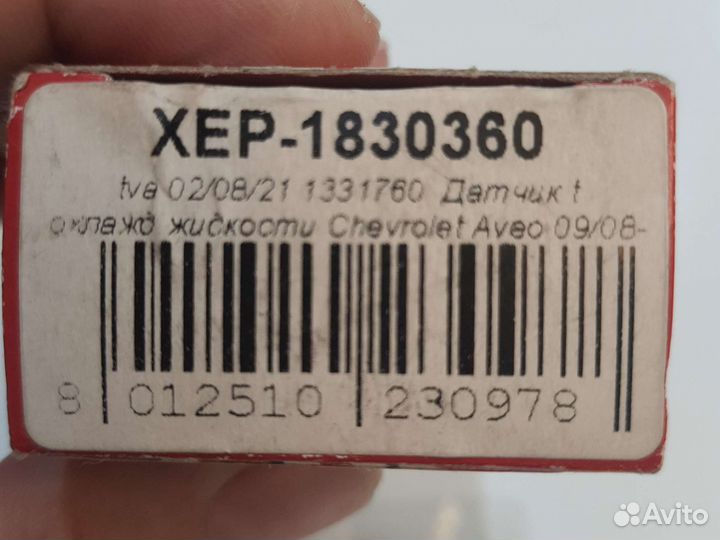 XEP-1830360
tva 02/08/21 1331760 Датчик t
охлажд жидкости Chevrolet Aveo 09/08-
8 012510 230978
Avito